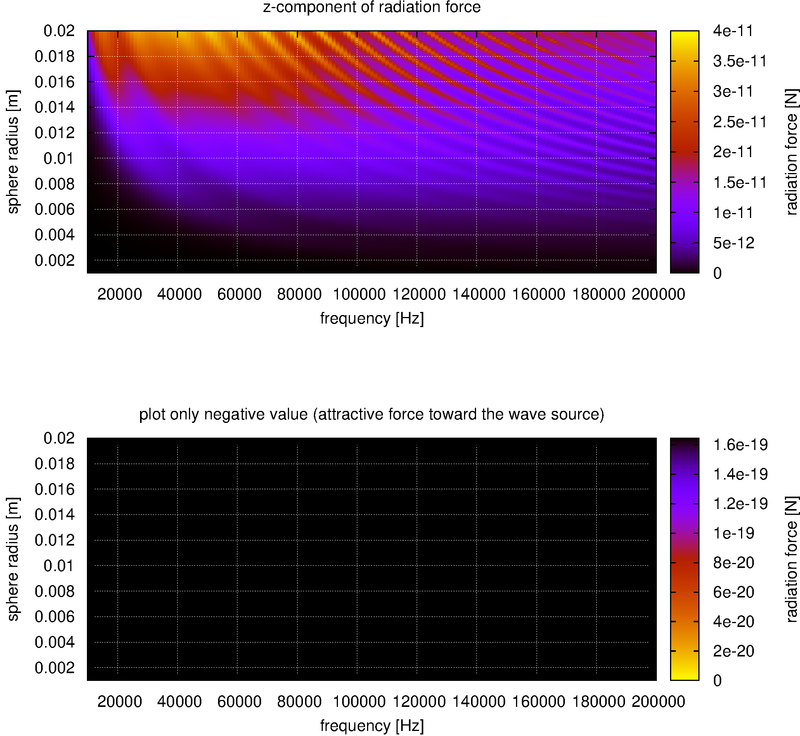 z-component of radiation force
0.02
0.018
0.016
0.014
0.012
0.01
0.008
0.006
0.004
0.002
sphere radius [m]
20000 40000 60000 80000 100000 120000 140000 160000 180000 200000
frequency [Hz]
4e-11
3.5e-11
3e-11
2.5e-11
2e-11
1.5e-11
1e-11
5e-12
0
radiation force [N]
plot only negative value (attractive force toward the wave source)
0.02
0.018
0.016
0.014
0.012
0.01
0.008
0.006
0.004
0.002
sphere radius [m]
20000 40000 60000 80000 100000 120000 140000 160000 180000 200000
frequency [Hz]
1.6e-19
1.4e-19
1.2e-19
1e-19
8e-20
6e-20
4e-20
2e-20
0
radiation force [N]